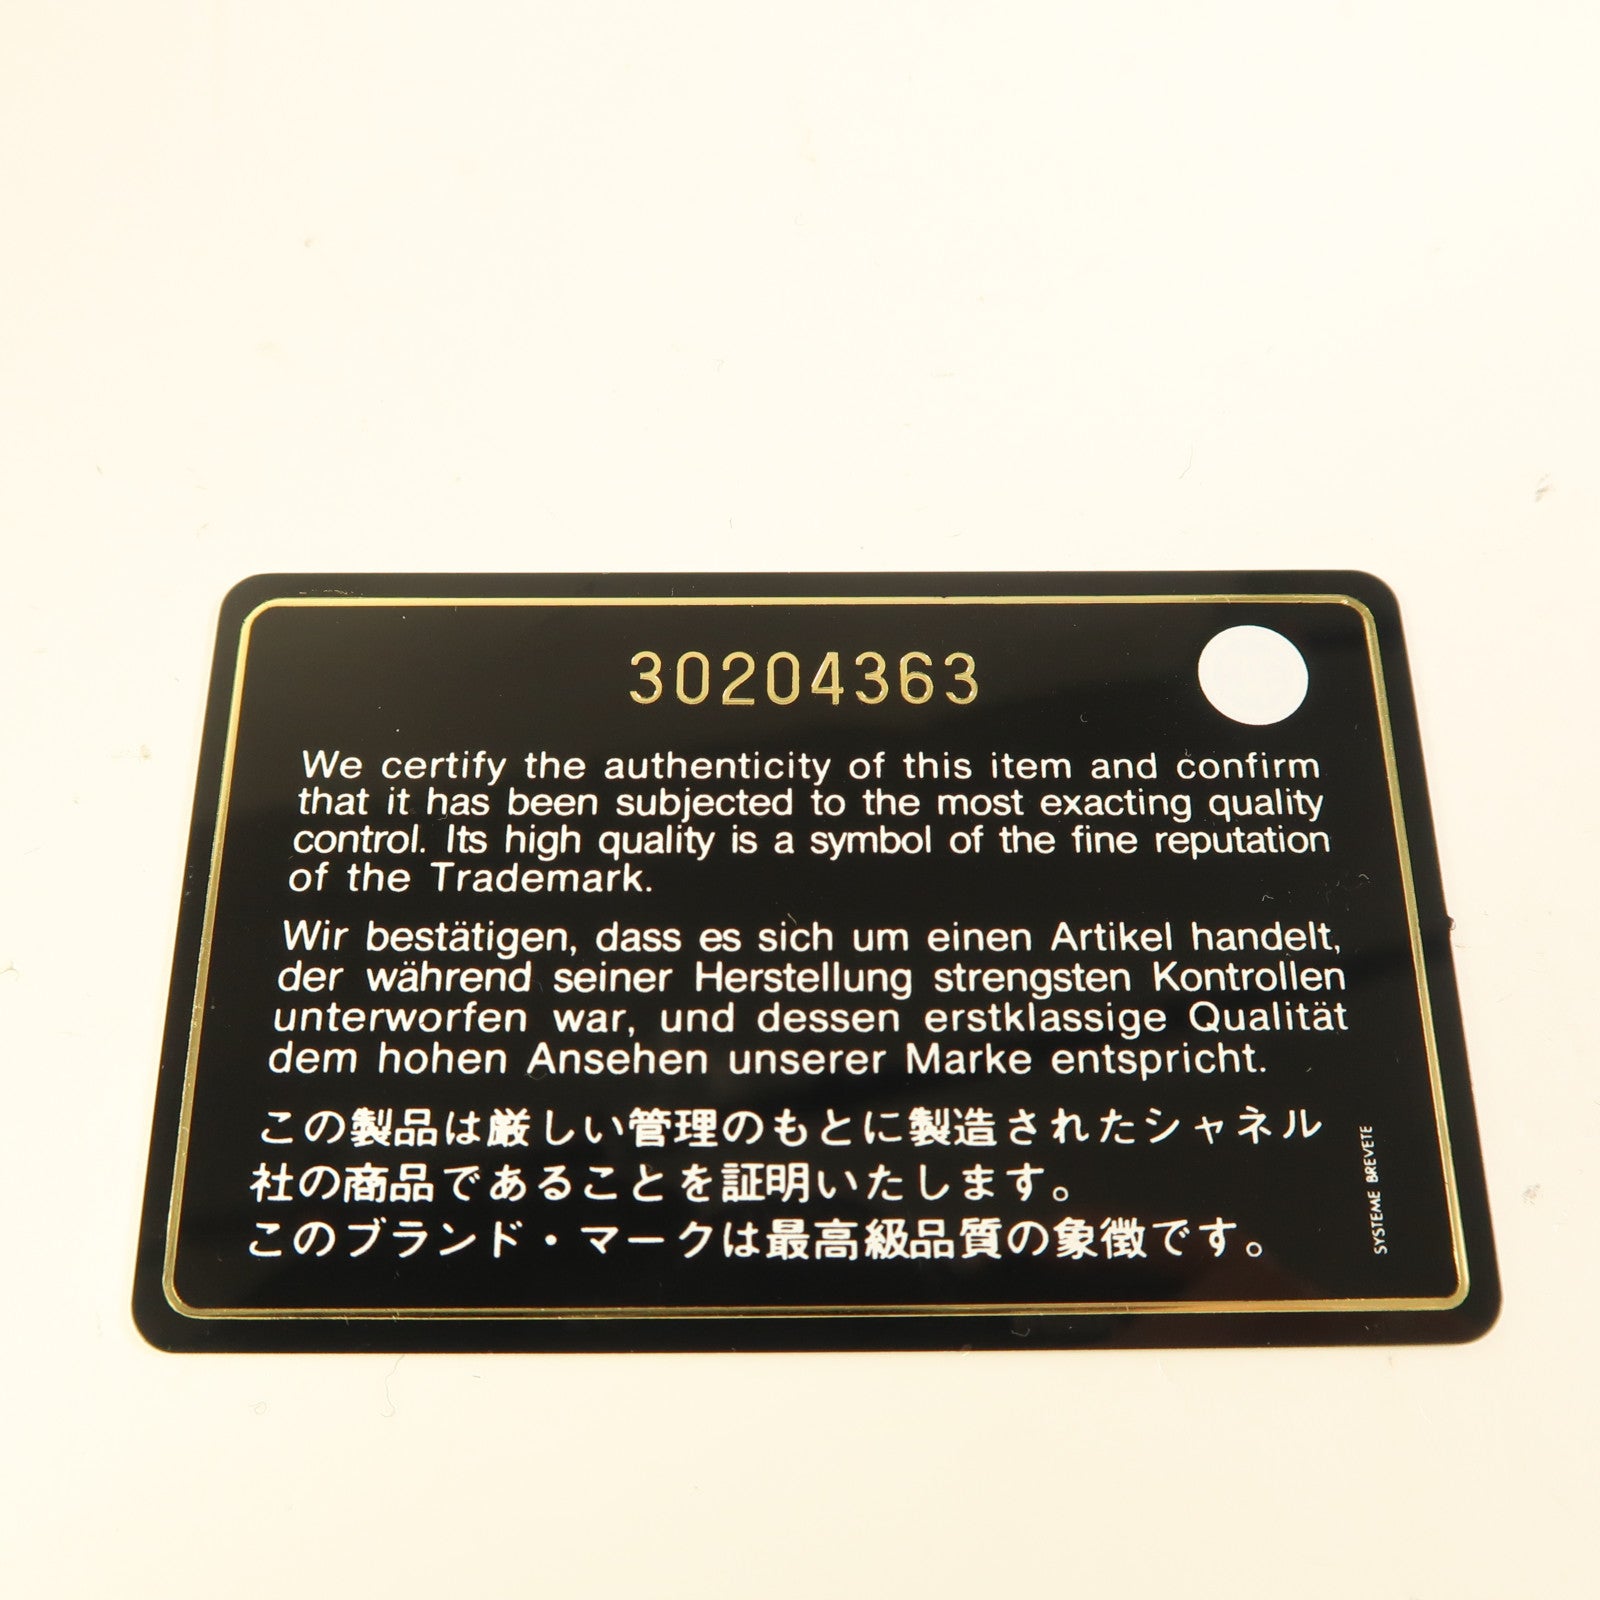 30204363
We certify the authenticity of this item and confirm
that it has been subjected to the most exacting quality
control. Its high quality is a symbol of the fine reputation
of the Trademark.
Wir bestätigen, dass es sich um einen Artikel handelt,
der während seiner Herstellung strengsten Kontrollen
unterworfen war, und dessen erstklassige Qualität
dem hohen Ansehen unserer Marke entspricht.
この製品は厳しい管理のもとに製造されたシャネル
社の商品であることを証明いたします。
このブランド・マークは最高級品質の象徴です。
SYSTEME BREVETE